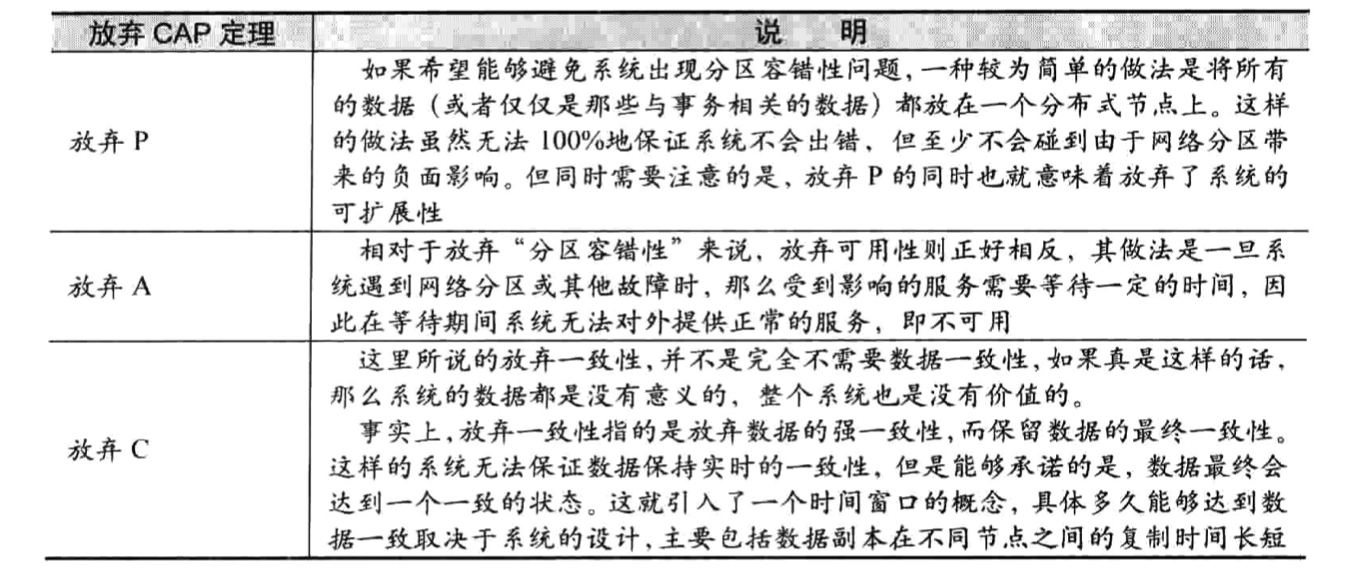 放弃 CAP 定理 说 明
如果希望能够避免系统出现分区容错性问题，一种较为简单的做法是将所有
的数据（或者仅仅是那些与事务相关的数据）都放在一个分布式节点上。这样
放弃 P
的做法虽然无法 100%地保证系统不会出错，但至少不会碰到由于网络分区带
来的负面影响。但同时需要注意的是，放弃 P 的同时也就意味着放弃了系统的
可扩展性
相对于放弃“分区容错性”来说，放弃可用性则正好相反，其做法是一旦系
放弃 A
统遇到网络分区或其他故障时，那么受到影响的服务需要等待一定的时间，因
此在等待期间系统无法对外提供正常的服务，即不可用
这里所说的放弃一致性，并不是完全不需要数据一致性，如果真是这样的话，
那么系统的数据都是没有意义的，整个系统也是没有价值的。
事实上，放弃一致性指的是放弃数据的强一致性，而保留数据的最终一致性。
放弃 C
这样的系统无法保证数据保持实时的一致性，但是能够承诺的是，数据最终会
达到一个一致的状态。这就引入了一个时间窗口的概念，具体多久能够达到数
据一致取决于系统的设计，主要包括数据副本在不同节点之间的复制时间长短